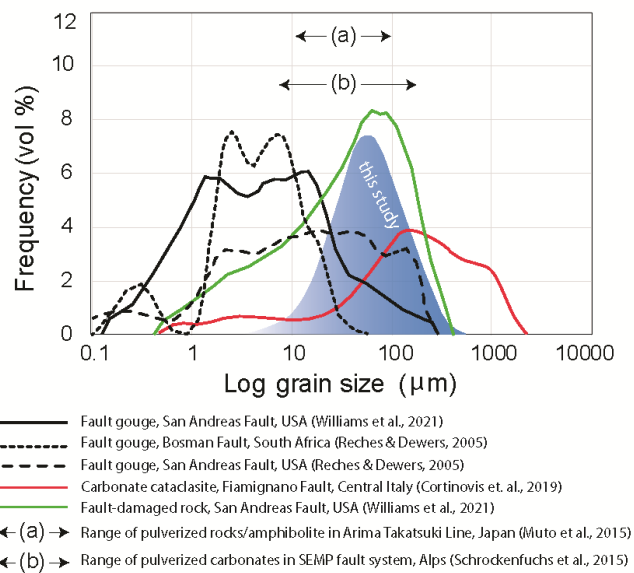 12
10
8
6
4
2
0
Frequency (vol %)
(a)
(b)
this study
0.1 1 10 100 1000 10000
Log grain size (μm)
Fault gouge, San Andreas Fault, USA (Williams et al., 2021)
Fault gouge, Bosman Fault, South Africa (Reches & Dewers, 2005)
Fault gouge, San Andreas Fault, USA (Reches & Dewers, 2005)
Carbonate cataclasite, Fiamignano Fault, Central Italy (Cortinovis et. al., 2019)
Fault-damaged rock, San Andreas Fault, USA (Williams et al., 2021)
(a) Range of pulverized rocks/amphibolite in Arima Takatsuki Line, Japan (Muto et al., 2015)
(b) Range of pulverized carbonates in SEMP fault system, Alps (Schrockenfuchs et al., 2015)